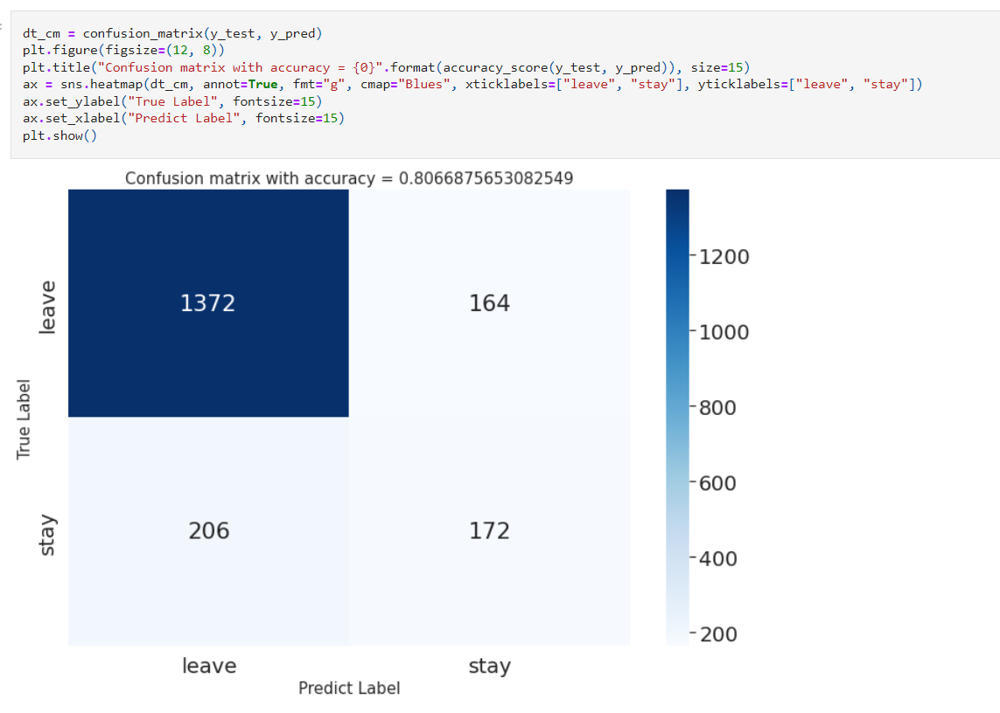 dt_cm = confusion_matrix(y_test, y_pred)
plt.figure(figsize=(12, 8))
plt.title("Confusion matrix with accuracy = {0}".format(accuracy_score(y_test, y_pred)), size=15)
ax = sns.heatmap(dt_cm, annot=True, fmt="g", cmap="Blues", xticklabels=["leave", "stay"], yticklabels=["leave", "stay"])
ax.set_ylabel("True Label", fontsize=15)
ax.set_xlabel("Predict Label", fontsize=15)
plt.show()
Confusion matrix with accuracy = 0.8066875653082549
True Label
leave
1372
164
stay
206
172
leave
stay
Predict Label
1200
1000
800
600
400
200